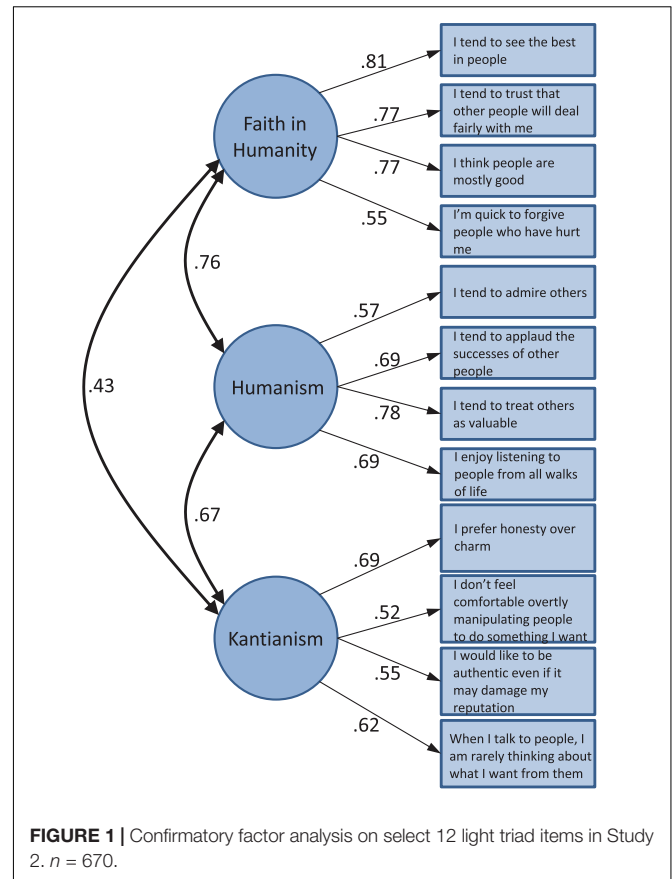 .81
I tend to see the best
in people
I tend to trust that
other people will deal
fairly with me
.77
Faith in
Humanity
.77
I think people are
mostly good
.55
I'm quick to forgive
people who have hurt
me
.76
.57
I tend to admire others
I tend to applaud the
successes of other
people
.69
.43
Humanism
.78
I tend to treat others
as valuable
.69
I enjoy listening to
people from all walks
of life
.67
.69
I prefer honesty over
charm
I don't feel
comfortable overtly
manipulating people
to do something I want
.52
Kantianism
.55
I would like to be
authentic even if it
may damage my
reputation
.62
When I talk to people, I
am rarely thinking about
what I want from them
FIGURE 1 | Confirmatory factor analysis on select 12 light triad items in Study
2. n = 670.